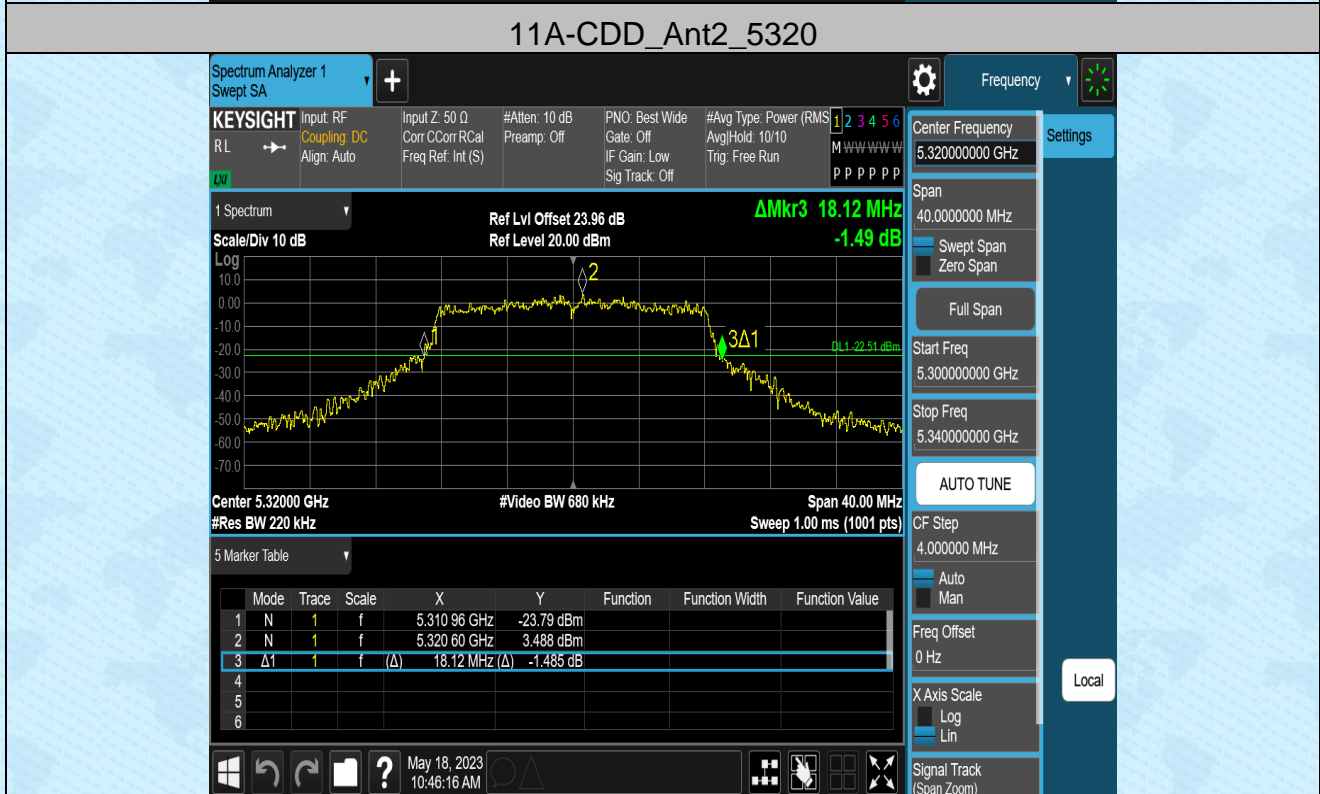 11A-CDD_Ant2_5320
Spectrum Analyzer 1
Swept SA
+
Frequency
KEYSIGHT
RL
LXI
Input: RF
Coupling: DC
Align: Auto
Input Z: 50 Ω
Corr CCorr RCal
Freq Ref: Int (S)
#Atten: 10 dB
Preamp: Off
PNO: Best Wide
Gate: Off
IF Gain: Low
Sig Track: Off
#Avg Type: Power (RMS
Avg|Hold: 10/10
Trig: Free Run
1 2 3 4 5 6
M W W W W W
P P P P P P
Center Frequency
5.320000000 GHz
Settings
Span
40.0000000 MHz
Swept Span
Zero Span
Full Span
Start Freq
5.300000000 GHz
Stop Freq
5.340000000 GHz
AUTO TUNE
CF Step
4.000000 MHz
Auto
Man
Freq Offset
0 Hz
X Axis Scale
Log
Lin
Signal Track
(Span Zoom)
Local
1 Spectrum
Ref Lvl Offset 23.96 dB
ΔMkr3 18.12 MHz
Scale/Div 10 dB
Ref Level 20.00 dBm
-1.49 dB
Log
10.0
0.00
-10.0
-20.0
-30.0
-40.0
-50.0
-60.0
-70.0
2
3Δ1
DL1 -22.51 dBm
Center 5.32000 GHz
#Video BW 680 kHz
Span 40.00 MHz
#Res BW 220 kHz
Sweep 1.00 ms (1001 pts)
5 Marker Table
Mode Trace Scale X Y Function Function Width Function Value
1 N 1 f 5.310 96 GHz -23.79 dBm
2 N 1 f 5.320 60 GHz 3.488 dBm
3 Δ1 1 f (Δ) 18.12 MHz (Δ) -1.485 dB
4
5
6
?
May 18, 2023
10:46:16 AM